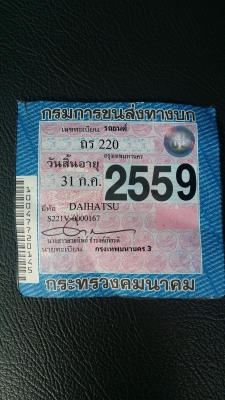 กรมการขนส่งทางบก
เลขทะเบียน รถยนต์
ถร 220
กรุงเทพมหานคร
วันสิ้นอายุ
31 ก.ค. 2559
ยี่ห้อ DAIHATSU
S221V-0000167
นายทะเบียน กรุงเทพมหานคร 3
กระทรวงคมนาคม